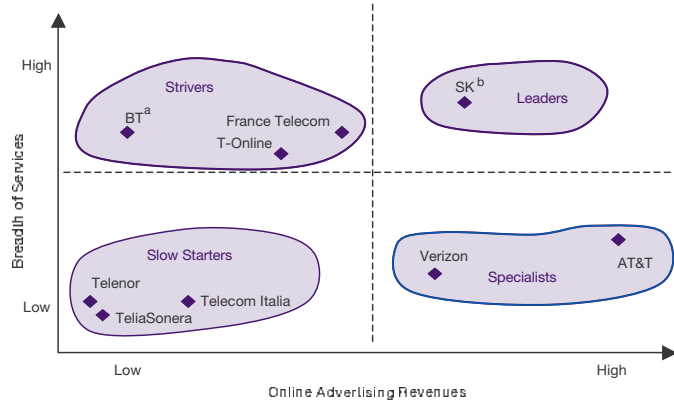 High
Breadth of Services
Low
Strivers
BTa
France Telecom
T-Online
SKb
Leaders
Slow Starters
Telenor
TeliaSonera
Telecom Italia
Verizon
Specialists
AT&T
Low
High
Online Advertising Revenues